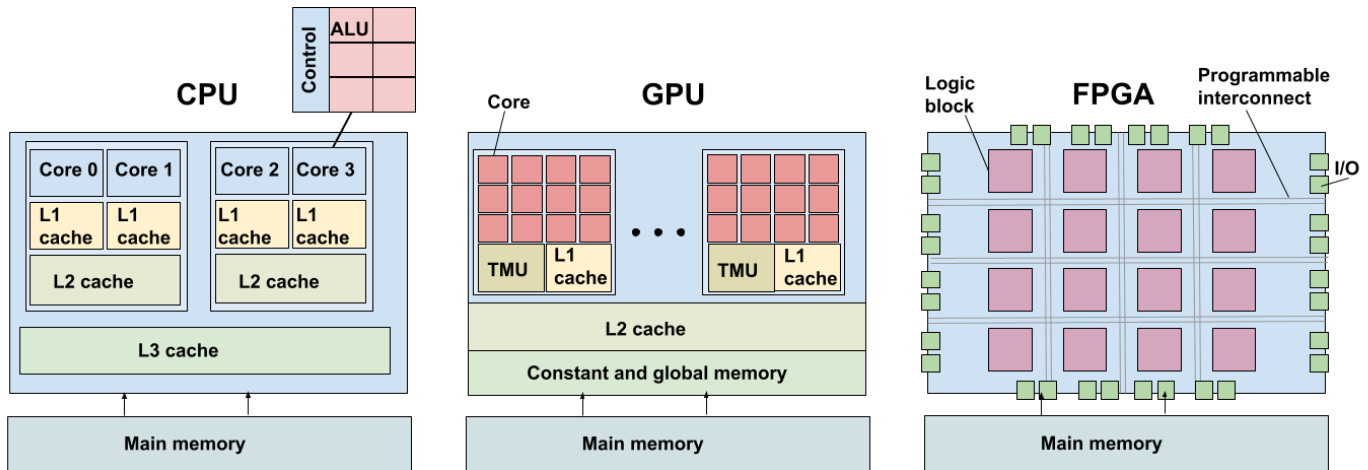 Control
ALU
CPU
Core 0
Core 1
Core 2
Core 3
L1
cache
L1
cache
L1
cache
L1
cache
L2 cache
L2 cache
L3 cache
Main memory
GPU
Core
TMU
L1
cache
TMU
L1
cache
L2 cache
Constant and global memory
Main memory
FPGA
Logic
block
Programmable
interconnect
I/O
Main memory